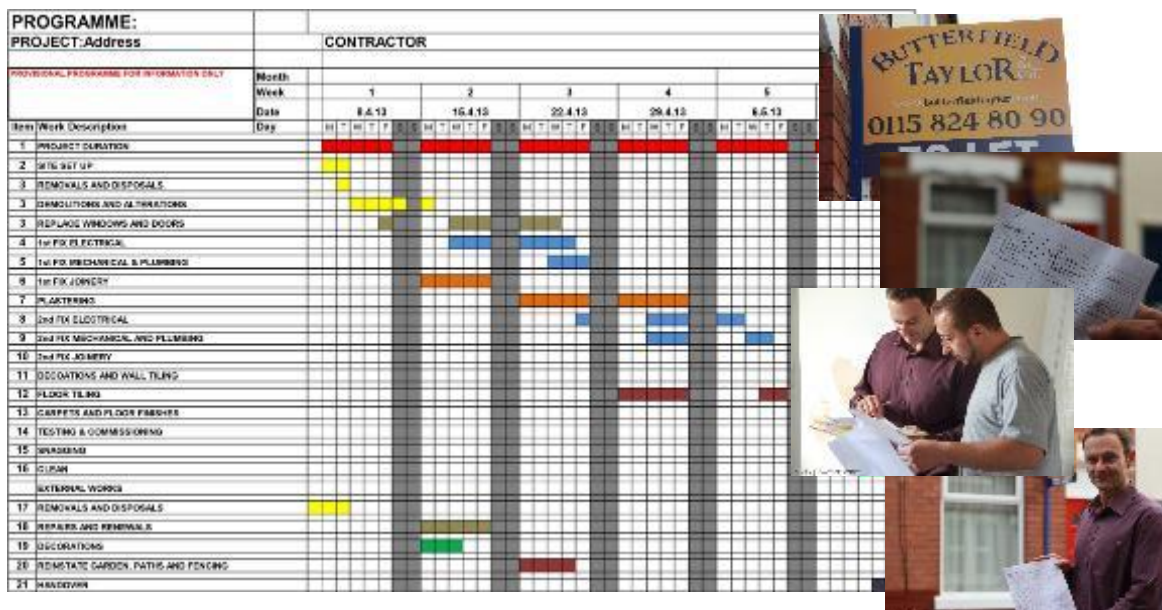 PROGRAMME:
PROJECT:Address CONTRACTOR
PROVISIONAL PROGRAMME FOR INFORMATION ONLY
Month
Week 1 2 3 4 5
Date 8.4.13 15.4.13 22.4.13 29.4.13 6.5.13
Item Work Description Day M T W T F S S M T W T F S S M T W T F S S M T W T F S S M T W T F S S
1 PROJECT DURATION
2 SITE SET UP
3 REMOVALS AND DISPOSALS
3 DEMOLITIONS AND ALTERATIONS
3 REPLACE WINDOWS AND DOORS
4 1st FIX ELECTRICAL
5 1st FIX MECHANICAL & PLUMBING
6 1st FIX JOINERY
7 PLASTERING
8 2nd FIX ELECTRICAL
9 2nd FIX MECHANICAL AND PLUMBING
10 2nd FIX JOINERY
11 DECOATIONS AND WALL TILING
12 FLOOR TILING
13 CARPETS AND FLOOR FINISHES
14 TESTING & COMMISSIONING
15 SNAGGING
16 CLEAN
EXTERNAL WORKS
17 REMOVALS AND DISPOSALS
18 REPAIRS AND RENEWALS
19 DECORATIONS
20 REINSTATE GARDEN, PATHS AND FENCING
21 HANDOVER
BUTTERFIELD
TAYLOR
0115 824 80 90
TO LET